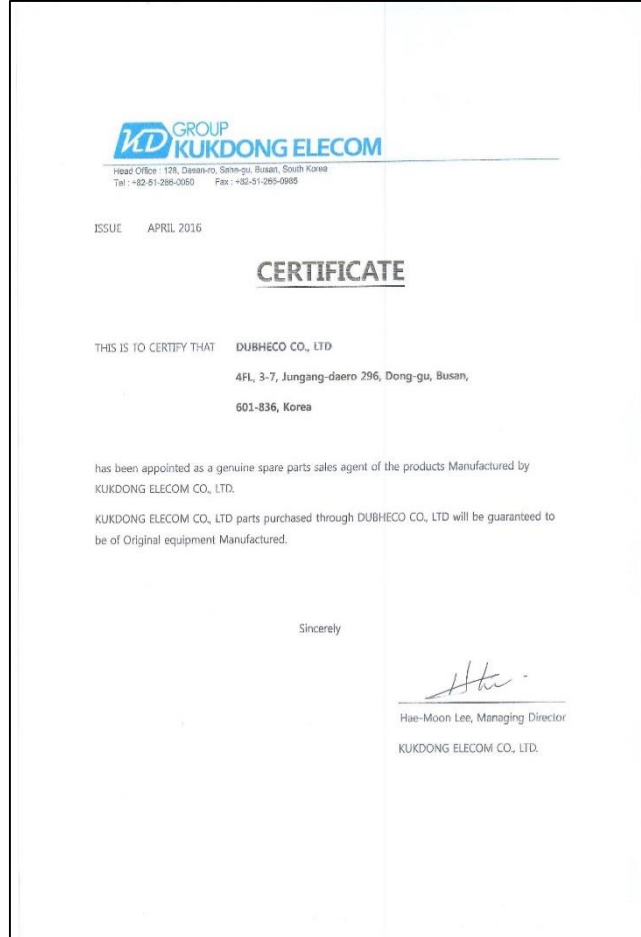 KD GROUP
KUKDONG ELECOM
Head Office : 128, Dasan-ro, Saha-gu, Busan, South Korea
Tel : +82-51-266-0050 Fax : +82-51-265-0985
ISSUE APRIL 2016
CERTIFICATE
THIS IS TO CERTIFY THAT DUBHECO CO., LTD
4FL, 3-7, Jungang-daero 296, Dong-gu, Busan,
601-836, Korea
has been appointed as a genuine spare parts sales agent of the products Manufactured by
KUKDONG ELECOM CO., LTD.
KUKDONG ELECOM CO., LTD parts purchased through DUBHECO CO., LTD will be guaranteed to
be of Original equipment Manufactured.
Sincerely
Hae-Moon Lee, Managing Director
KUKDONG ELECOM CO., LTD.